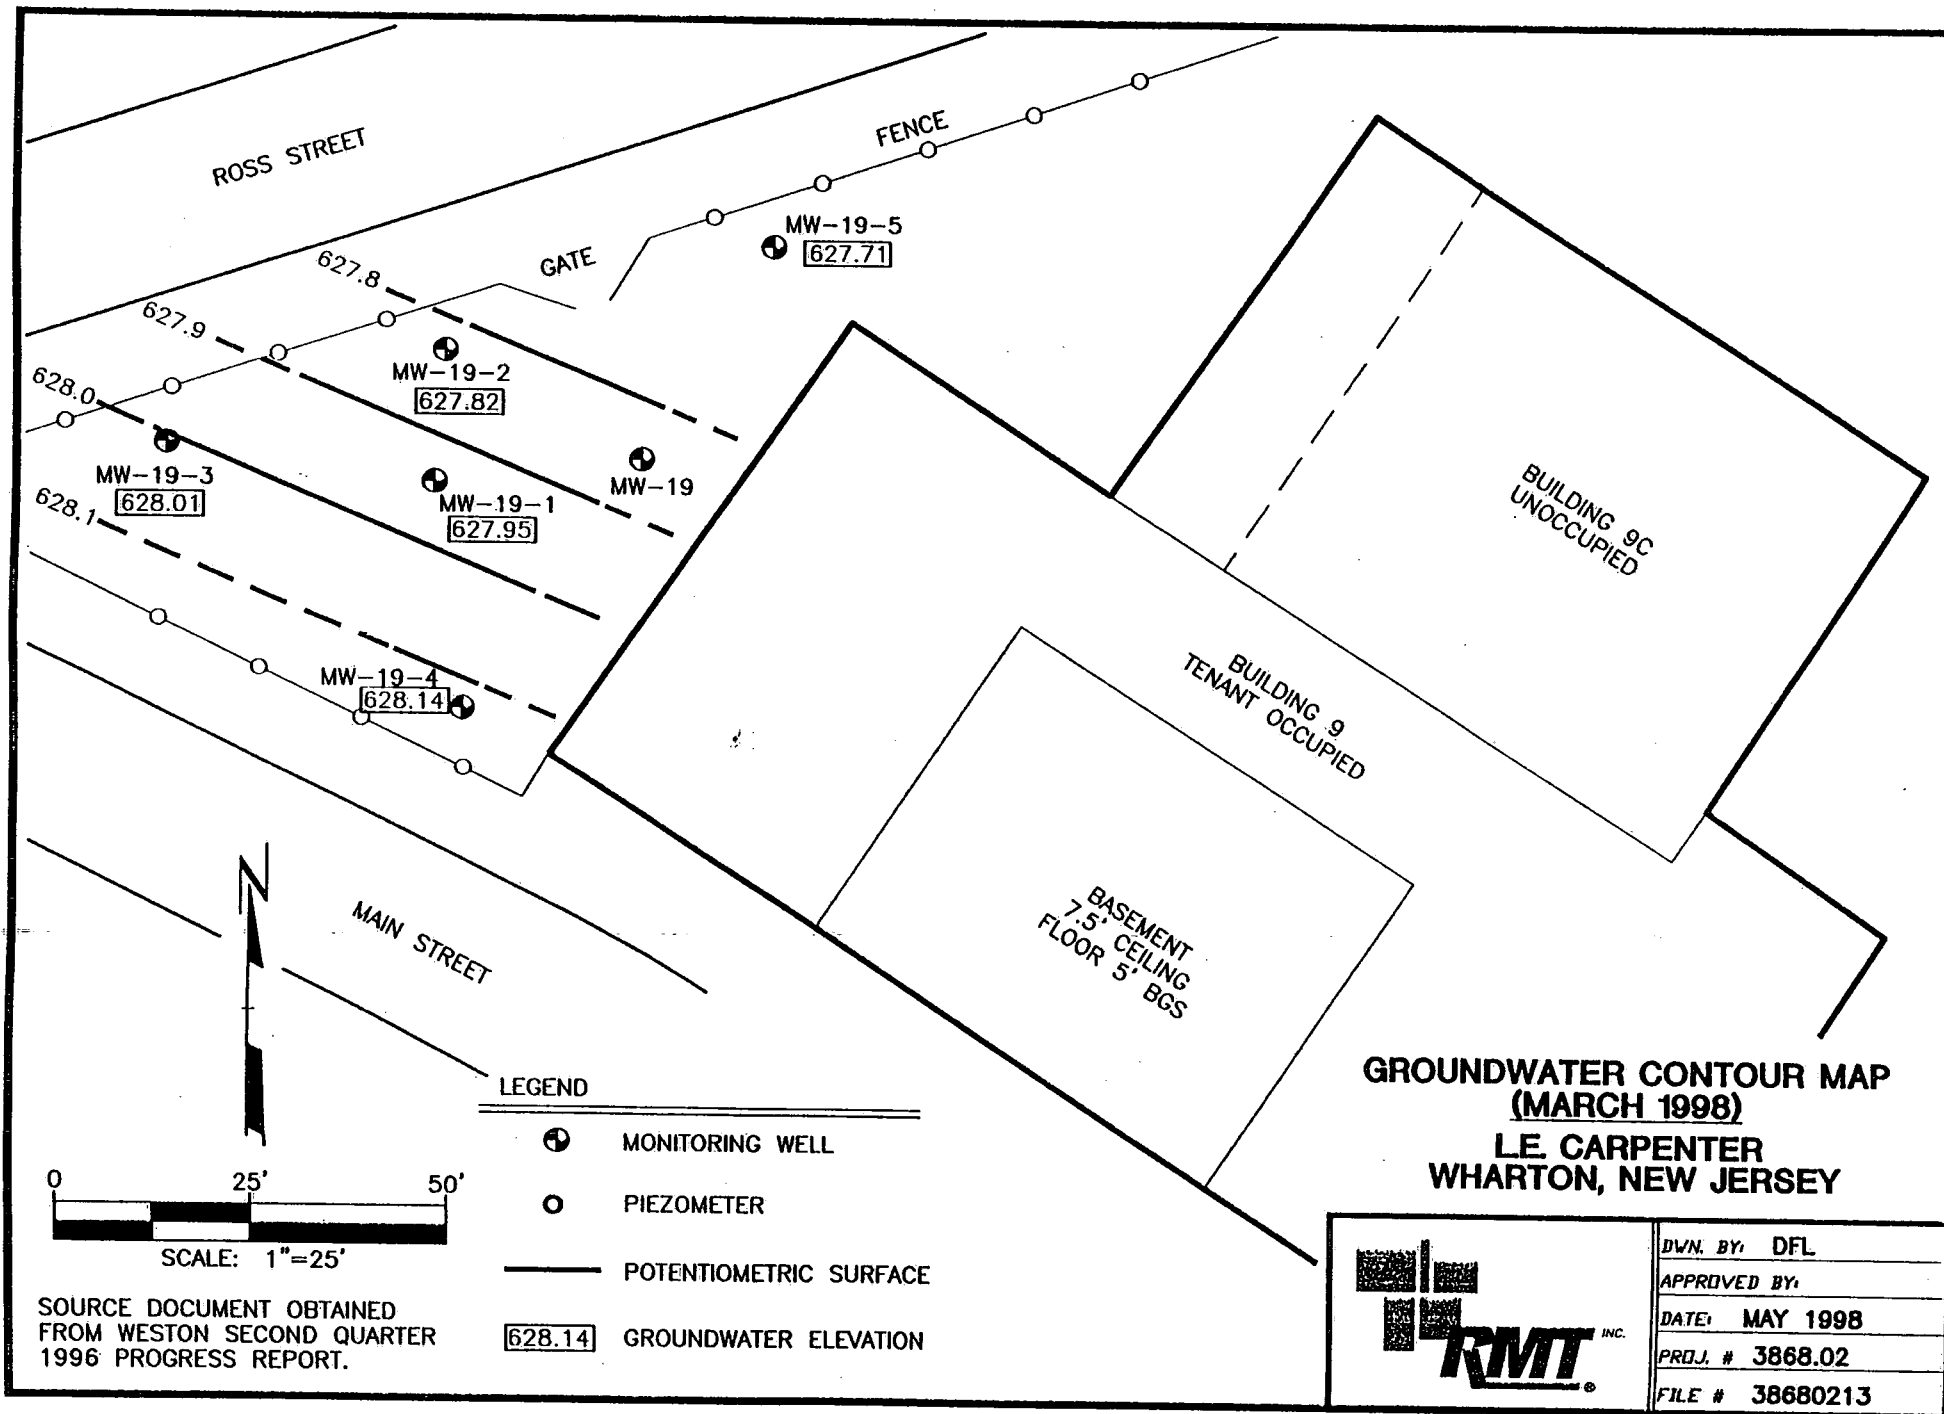 ROSS STREET
FENCE
GATE
MW-19-5
627.71
627.8
627.9
628.0
628.1
MW-19-2
627.82
MW-19-3
628.01
MW-19-1
627.95
MW-19
MW-19-4
628.14
BUILDING 9C
UNOCCUPIED
BUILDING 9
TENANT OCCUPIED
BASEMENT
7.5' CEILING
FLOOR 5' BGS
N
MAIN STREET
0 25' 50'
SCALE: 1"=25'
SOURCE DOCUMENT OBTAINED
FROM WESTON SECOND QUARTER
1996 PROGRESS REPORT.
LEGEND
MONITORING WELL
PIEZOMETER
POTENTIOMETRIC SURFACE
628.14 GROUNDWATER ELEVATION
GROUNDWATER CONTOUR MAP
(MARCH 1998)
L.E. CARPENTER
WHARTON, NEW JERSEY
RMT INC.
®
DWN. BY: DFL
APPROVED BY:
DATE: MAY 1998
PROJ. # 3868.02
FILE # 38680213